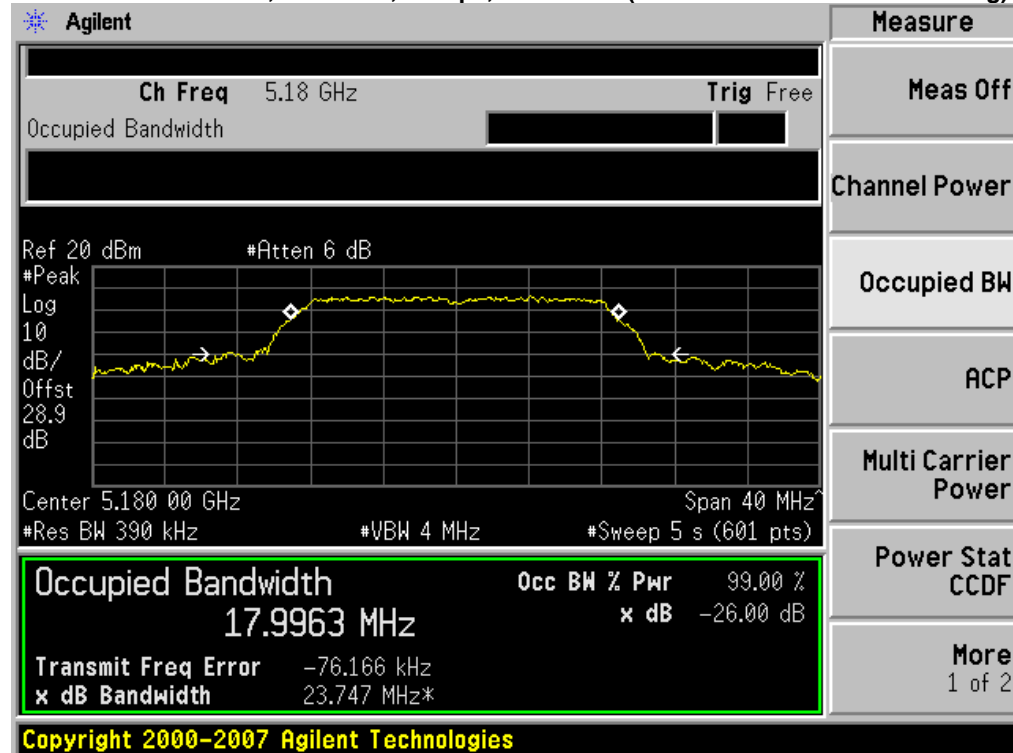 Agilent
Measure
Ch Freq 5.18 GHz Trig Free
Occupied Bandwidth
Meas Off
Channel Power
Occupied BW
ACP
Multi Carrier
Power
Power Stat
CCDF
More
1 of 2
Ref 20 dBm #Atten 6 dB
#Peak
Log
10
dB/
Offst
28.9
dB
Center 5.180 00 GHz Span 40 MHz^
#Res BW 390 kHz #VBW 4 MHz #Sweep 5 s (601 pts)
Occupied Bandwidth
17.9963 MHz
Occ BW % Pwr 99.00 %
x dB -26.00 dB
Transmit Freq Error -76.166 kHz
x dB Bandwidth 23.747 MHz*
Copyright 2000-2007 Agilent Technologies